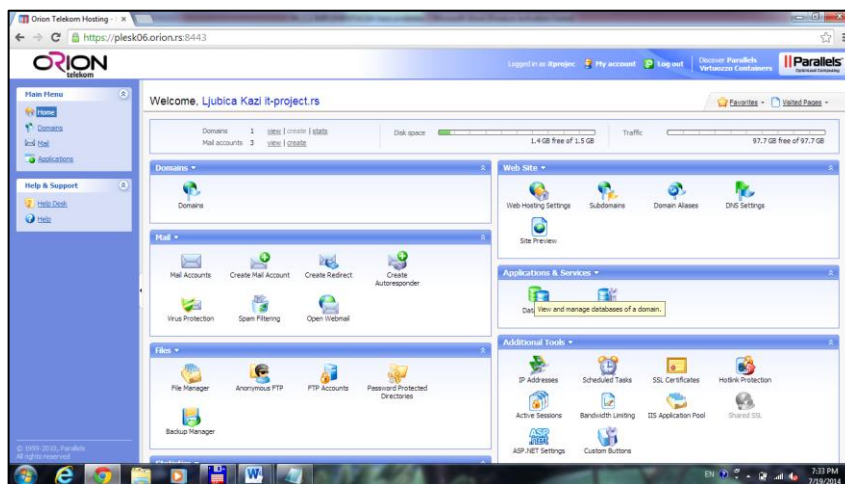 Orion Telekom Hosting -
https://plesk06.orion.rs:8443
ORION
telekom
Logged in as itprojec
My account
Log out
Discover Parallels
Virtuozzo Containers
Parallels
Optimized Computing
Main Menu
Home
Domains
Mail
Applications
Help & Support
Help Desk
Help
© 1999-2010, Parallels
All rights reserved
Welcome, Ljubica Kazi it-project.rs
Favorites
Visited Pages
Domains 1 view | create | stats
Mail accounts 3 view | create
Disk space
1.4 GB free of 1.5 GB
Traffic
97.7 GB free of 97.7 GB
Domains
Domains
Mail
Mail Accounts
Create Mail Account
Create Redirect
Create
Autoresponder
Virus Protection
Spam Filtering
Open Webmail
Files
File Manager
Anonymous FTP
FTP Accounts
Password Protected
Directories
Backup Manager
Statistics
Web Site
Web Hosting Settings
Subdomains
Domain Aliases
DNS Settings
Site Preview
Applications & Services
Dat
View and manage databases of a domain.
Additional Tools
IP Addresses
Scheduled Tasks
SSL Certificates
Hotlink Protection
Active Sessions
Bandwidth Limiting
IIS Application Pool
Shared SSL
ASP.NET Settings
Custom Buttons
EN
7:33 PM
7/19/2014